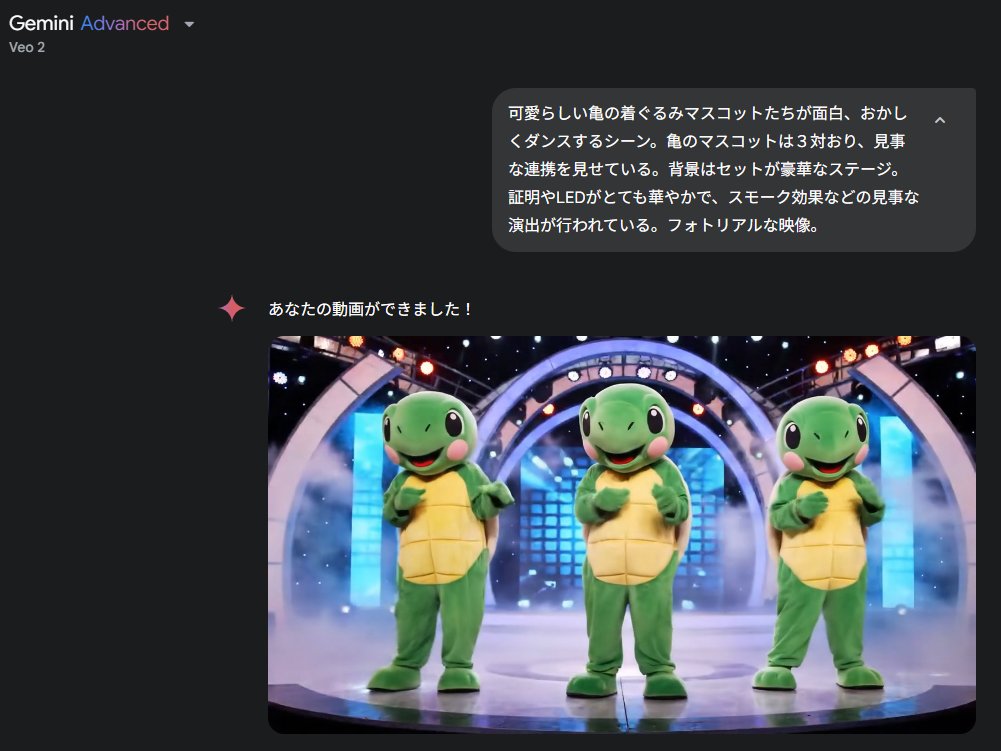 Gemini Advanced
Veo 2
可愛らしい亀の着ぐるみマスコットたちが面白、おかし
くダンスするシーン。亀のマスコットは３対おり、見事
な連携を見せている。背景はセットが豪華なステージ。
証明やLEDがとても華やかで、スモーク効果などの見事な
演出が行われている。フォトリアルな映像。
あなたの動画ができました！